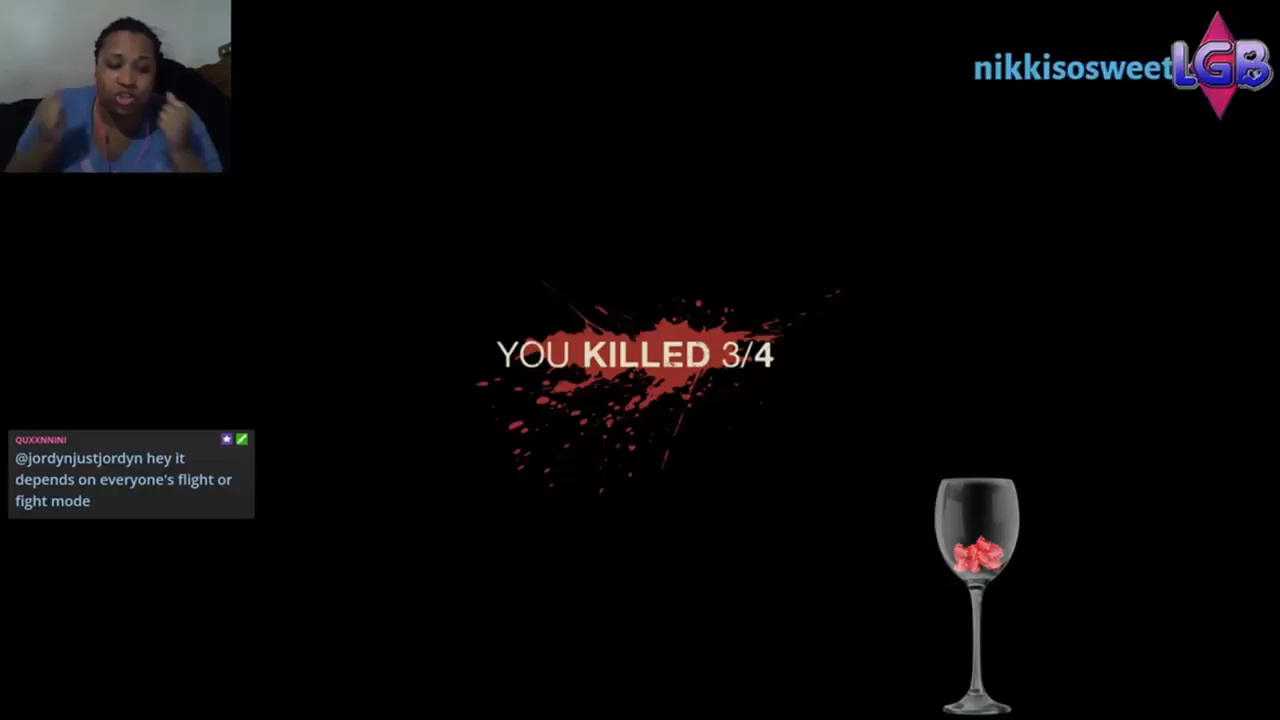 nikkisosweet
LGB
YOU KILLED 3/4
QUXXNNINI
@jordynjustjordyn hey it
depends on everyone's flight or
fight mode